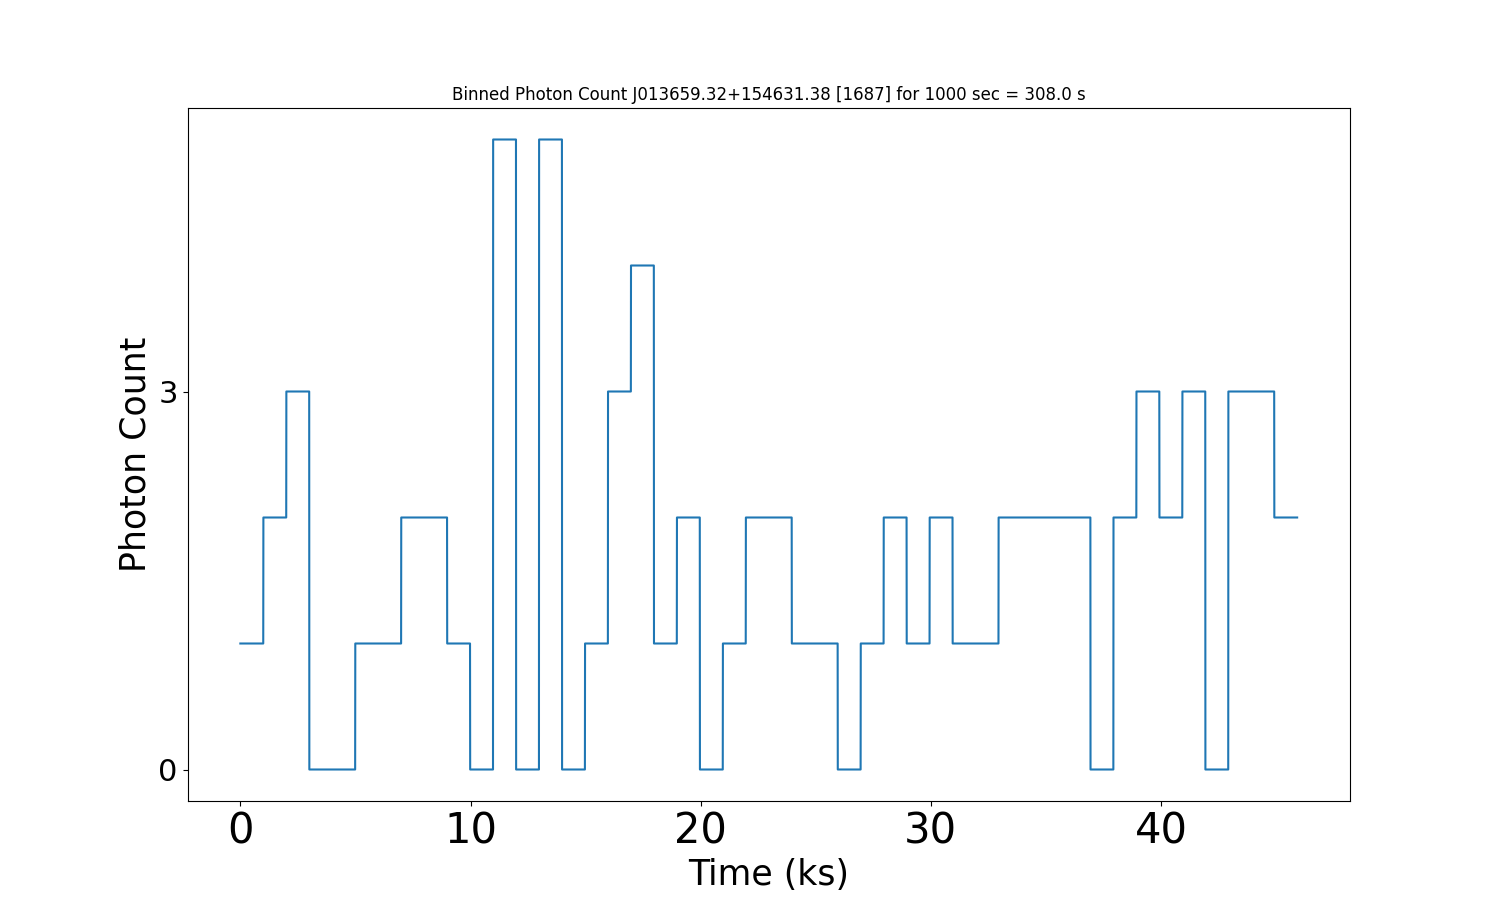 Binned Photon Count J013659.32+154631.38 [1687] for 1000 sec = 308.0 s
Photon Count
3
0
0 10 20 30 40
Time (ks)